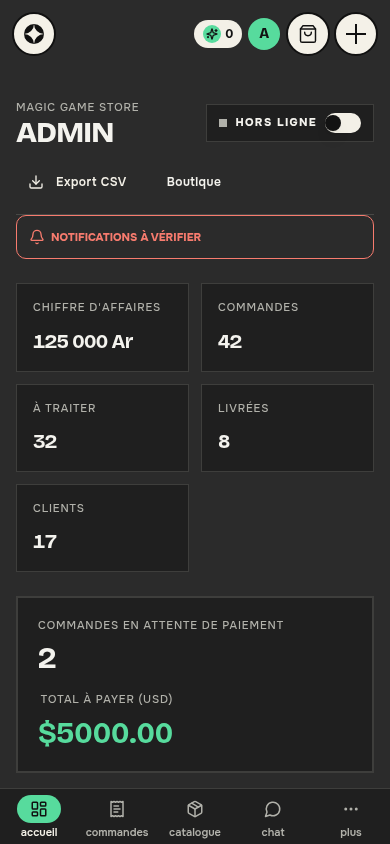 0
A
MAGIC GAME STORE
ADMIN
HORS LIGNE
Export CSV
Boutique
NOTIFICATIONS À VÉRIFIER
CHIFFRE D'AFFAIRES
125 000 Ar
COMMANDES
42
À TRAITER
32
LIVRÉES
8
CLIENTS
17
COMMANDES EN ATTENTE DE PAIEMENT
2
TOTAL À PAYER (USD)
$5000.00
accueil
commandes
catalogue
chat
plus